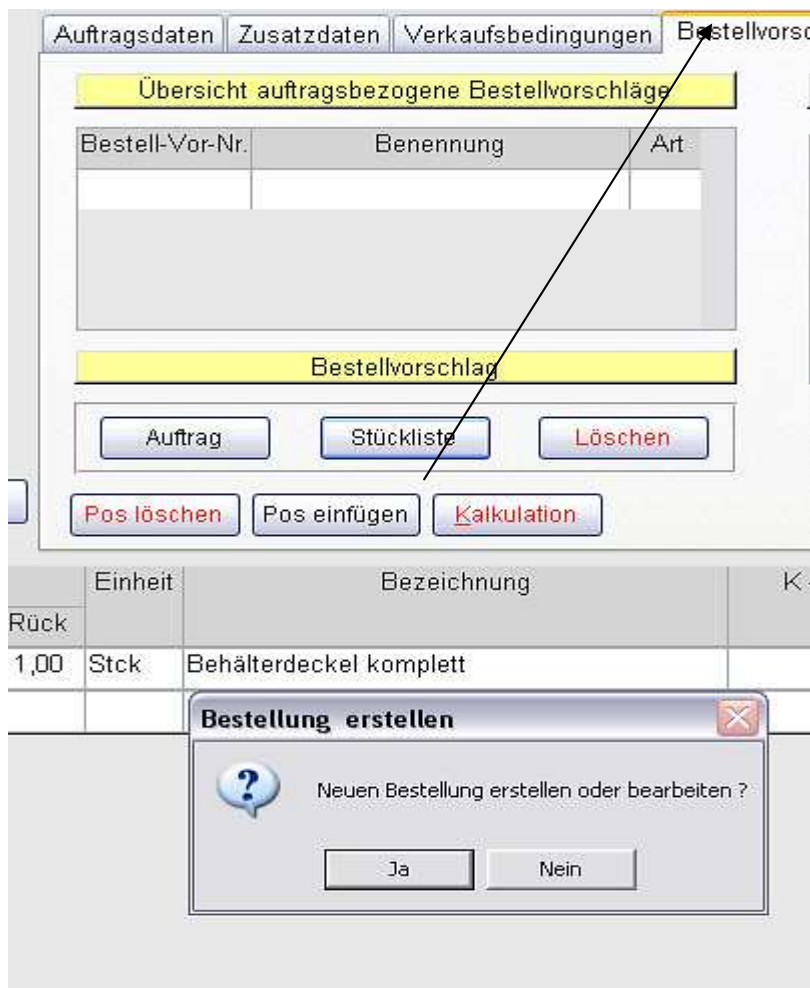 Auftragsdaten Zusatzdaten Verkaufsbedingungen Bestellvorsc
Übersicht auftragsbezogene Bestellvorschläge
Bestell-Vor-Nr. Benennung Art
Bestellvorschlag
Auftrag Stückliste Löschen
Pos löschen Pos einfügen Kalkulation
Einheit Bezeichnung K
Rück
1,00 Stck Behälterdeckel komplett
Bestellung erstellen
Neuen Bestellung erstellen oder bearbeiten ?
Ja Nein